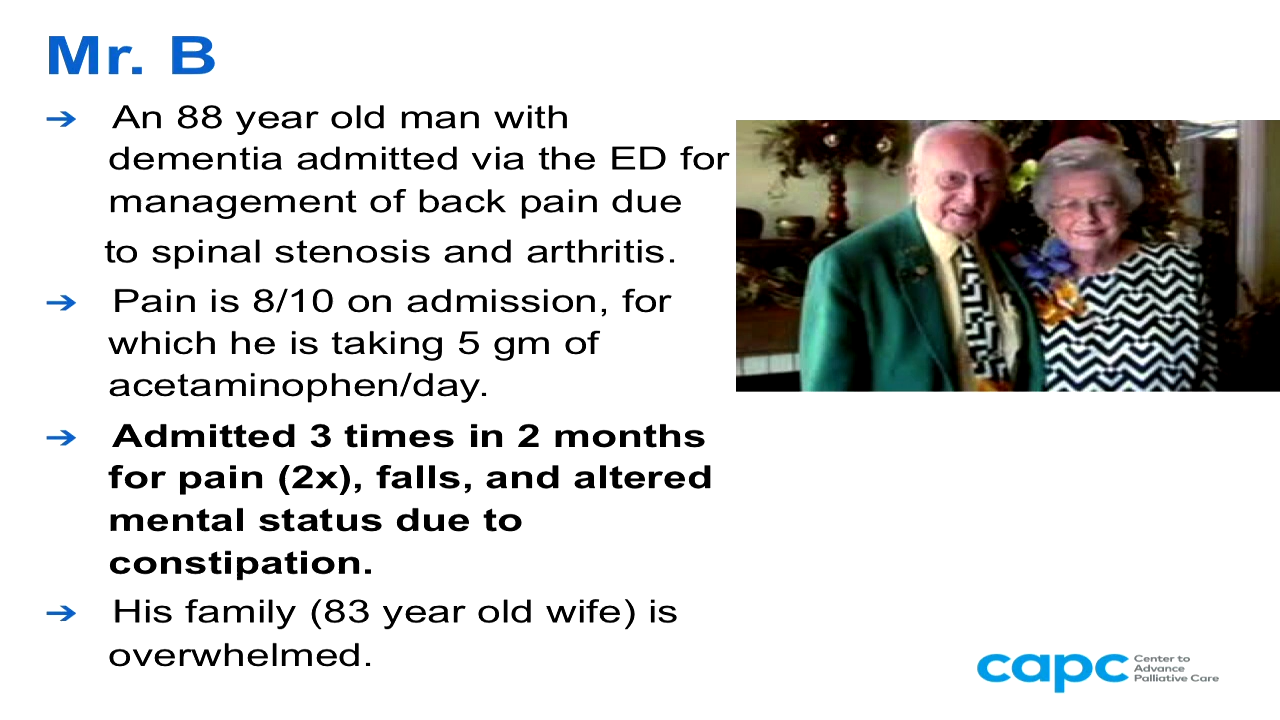 Mr. B
➔ An 88 year old man with
dementia admitted via the ED for
management of back pain due
to spinal stenosis and arthritis.
➔ Pain is 8/10 on admission, for
which he is taking 5 gm of
acetaminophen/day.
➔ Admitted 3 times in 2 months
for pain (2x), falls, and altered
mental status due to
constipation.
➔ His family (83 year old wife) is
overwhelmed.
capc
Center to
Advance
Palliative Care